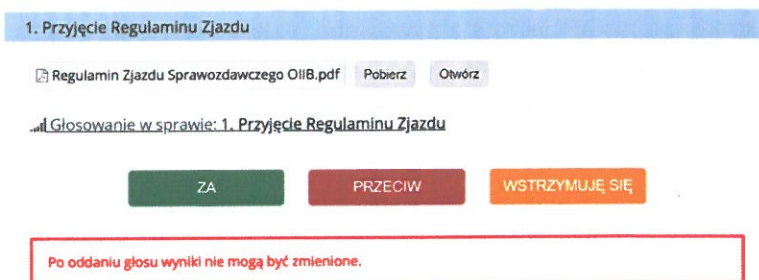 1. Przyjęcie Regulaminu Zjazdu
Regulamin Zjazdu Sprawozdawczego OIIB.pdf Pobierz Otwórz
Głosowanie w sprawie: 1. Przyjęcie Regulaminu Zjazdu
ZA PRZECIW WSTRZYMUJĘ SIĘ
Po oddaniu głosu wyniki nie mogą być zmienione.